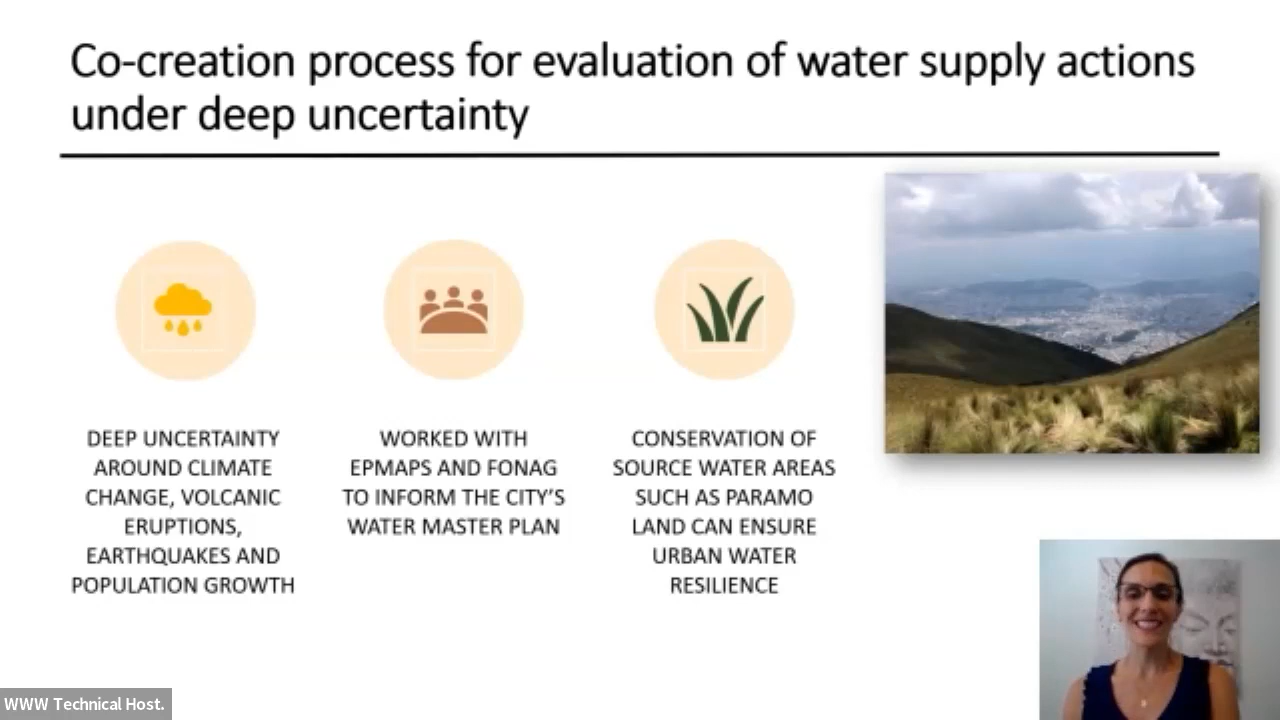 Co-creation process for evaluation of water supply actions
under deep uncertainty
DEEP UNCERTAINTY
AROUND CLIMATE
CHANGE, VOLCANIC
ERUPTIONS,
EARTHQUAKES AND
POPULATION GROWTH
WORKED WITH
EPMAPS AND FONAG
TO INFORM THE CITY'S
WATER MASTER PLAN
CONSERVATION OF
SOURCE WATER AREAS
SUCH AS PARAMO
LAND CAN ENSURE
URBAN WATER
RESILIENCE
WWW Technical Host.